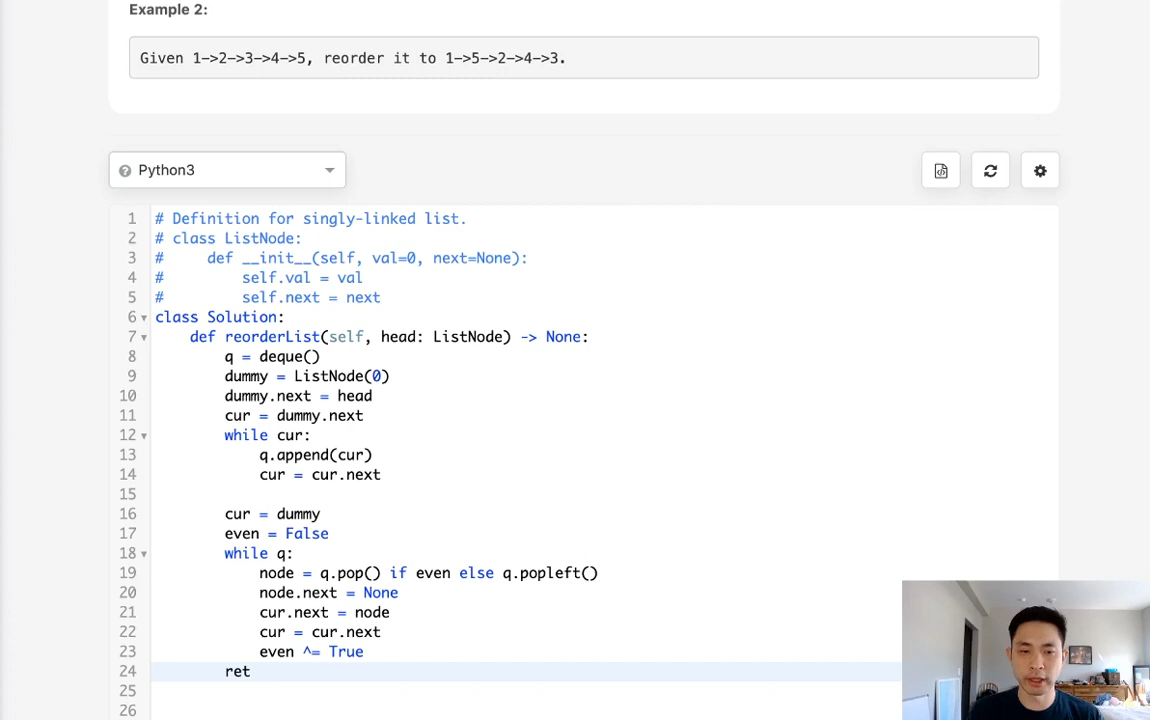 Example 2:
Given 1->2->3->4->5, reorder it to 1->5->2->4->3.
Python3
1 # Definition for singly-linked list.
2 # class ListNode:
3 #     def __init__(self, val=0, next=None):
4 #         self.val = val
5 #         self.next = next
6 class Solution:
7     def reorderList(self, head: ListNode) -> None:
8         q = deque()
9         dummy = ListNode(0)
10         dummy.next = head
11         cur = dummy.next
12         while cur:
13             q.append(cur)
14             cur = cur.next
15
16         cur = dummy
17         even = False
18         while q:
19             node = q.pop() if even else q.popleft()
20             node.next = None
21             cur.next = node
22             cur = cur.next
23             even ^= True
24         ret
25
26